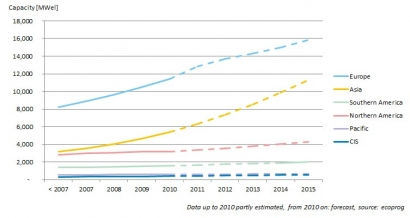 Capacity [MWel]
18,000
16,000
14,000
12,000
10,000
8,000
6,000
4,000
2,000
-
< 2007 2007 2008 2009 2010 2011 2012 2013 2014 2015
Europe
Asia
Southern America
Northern America
Pacific
CIS
Data up to 2010 partly estimated, from 2010 on: forecast, source: ecoprog